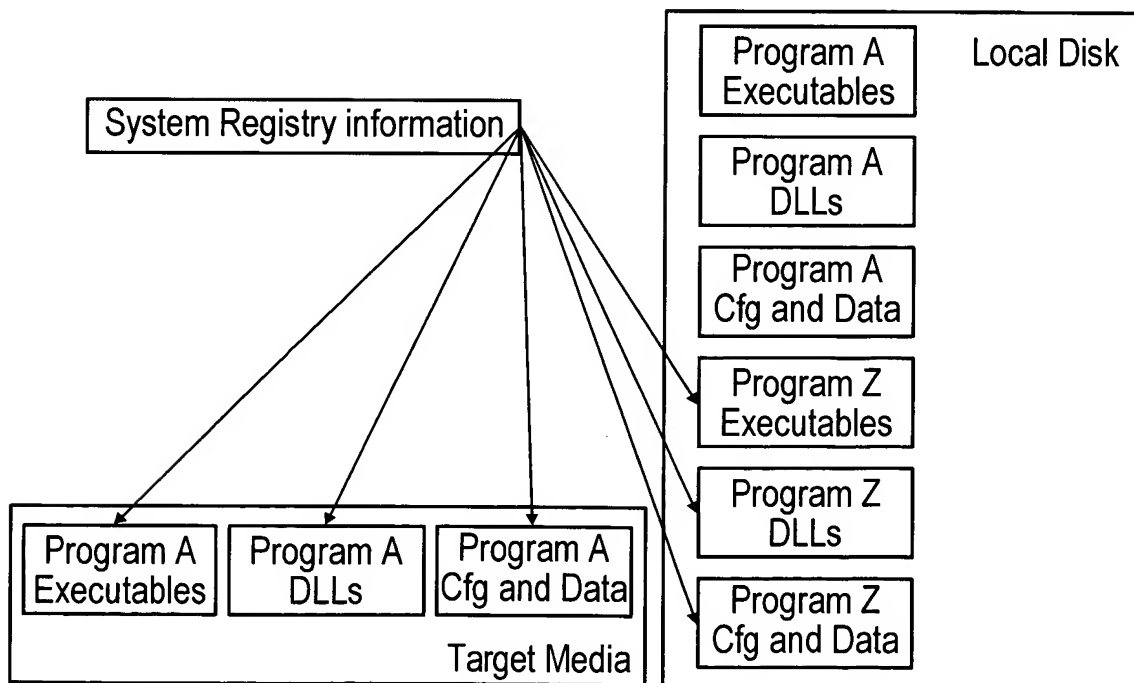 System Registry information
Local Disk
Program A
Executables
Program A
DLLs
Program A
Cfg and Data
Program Z
Executables
Program Z
DLLs
Program Z
Cfg and Data
Program A
Executables
Program A
DLLs
Program A
Cfg and Data
Target Media